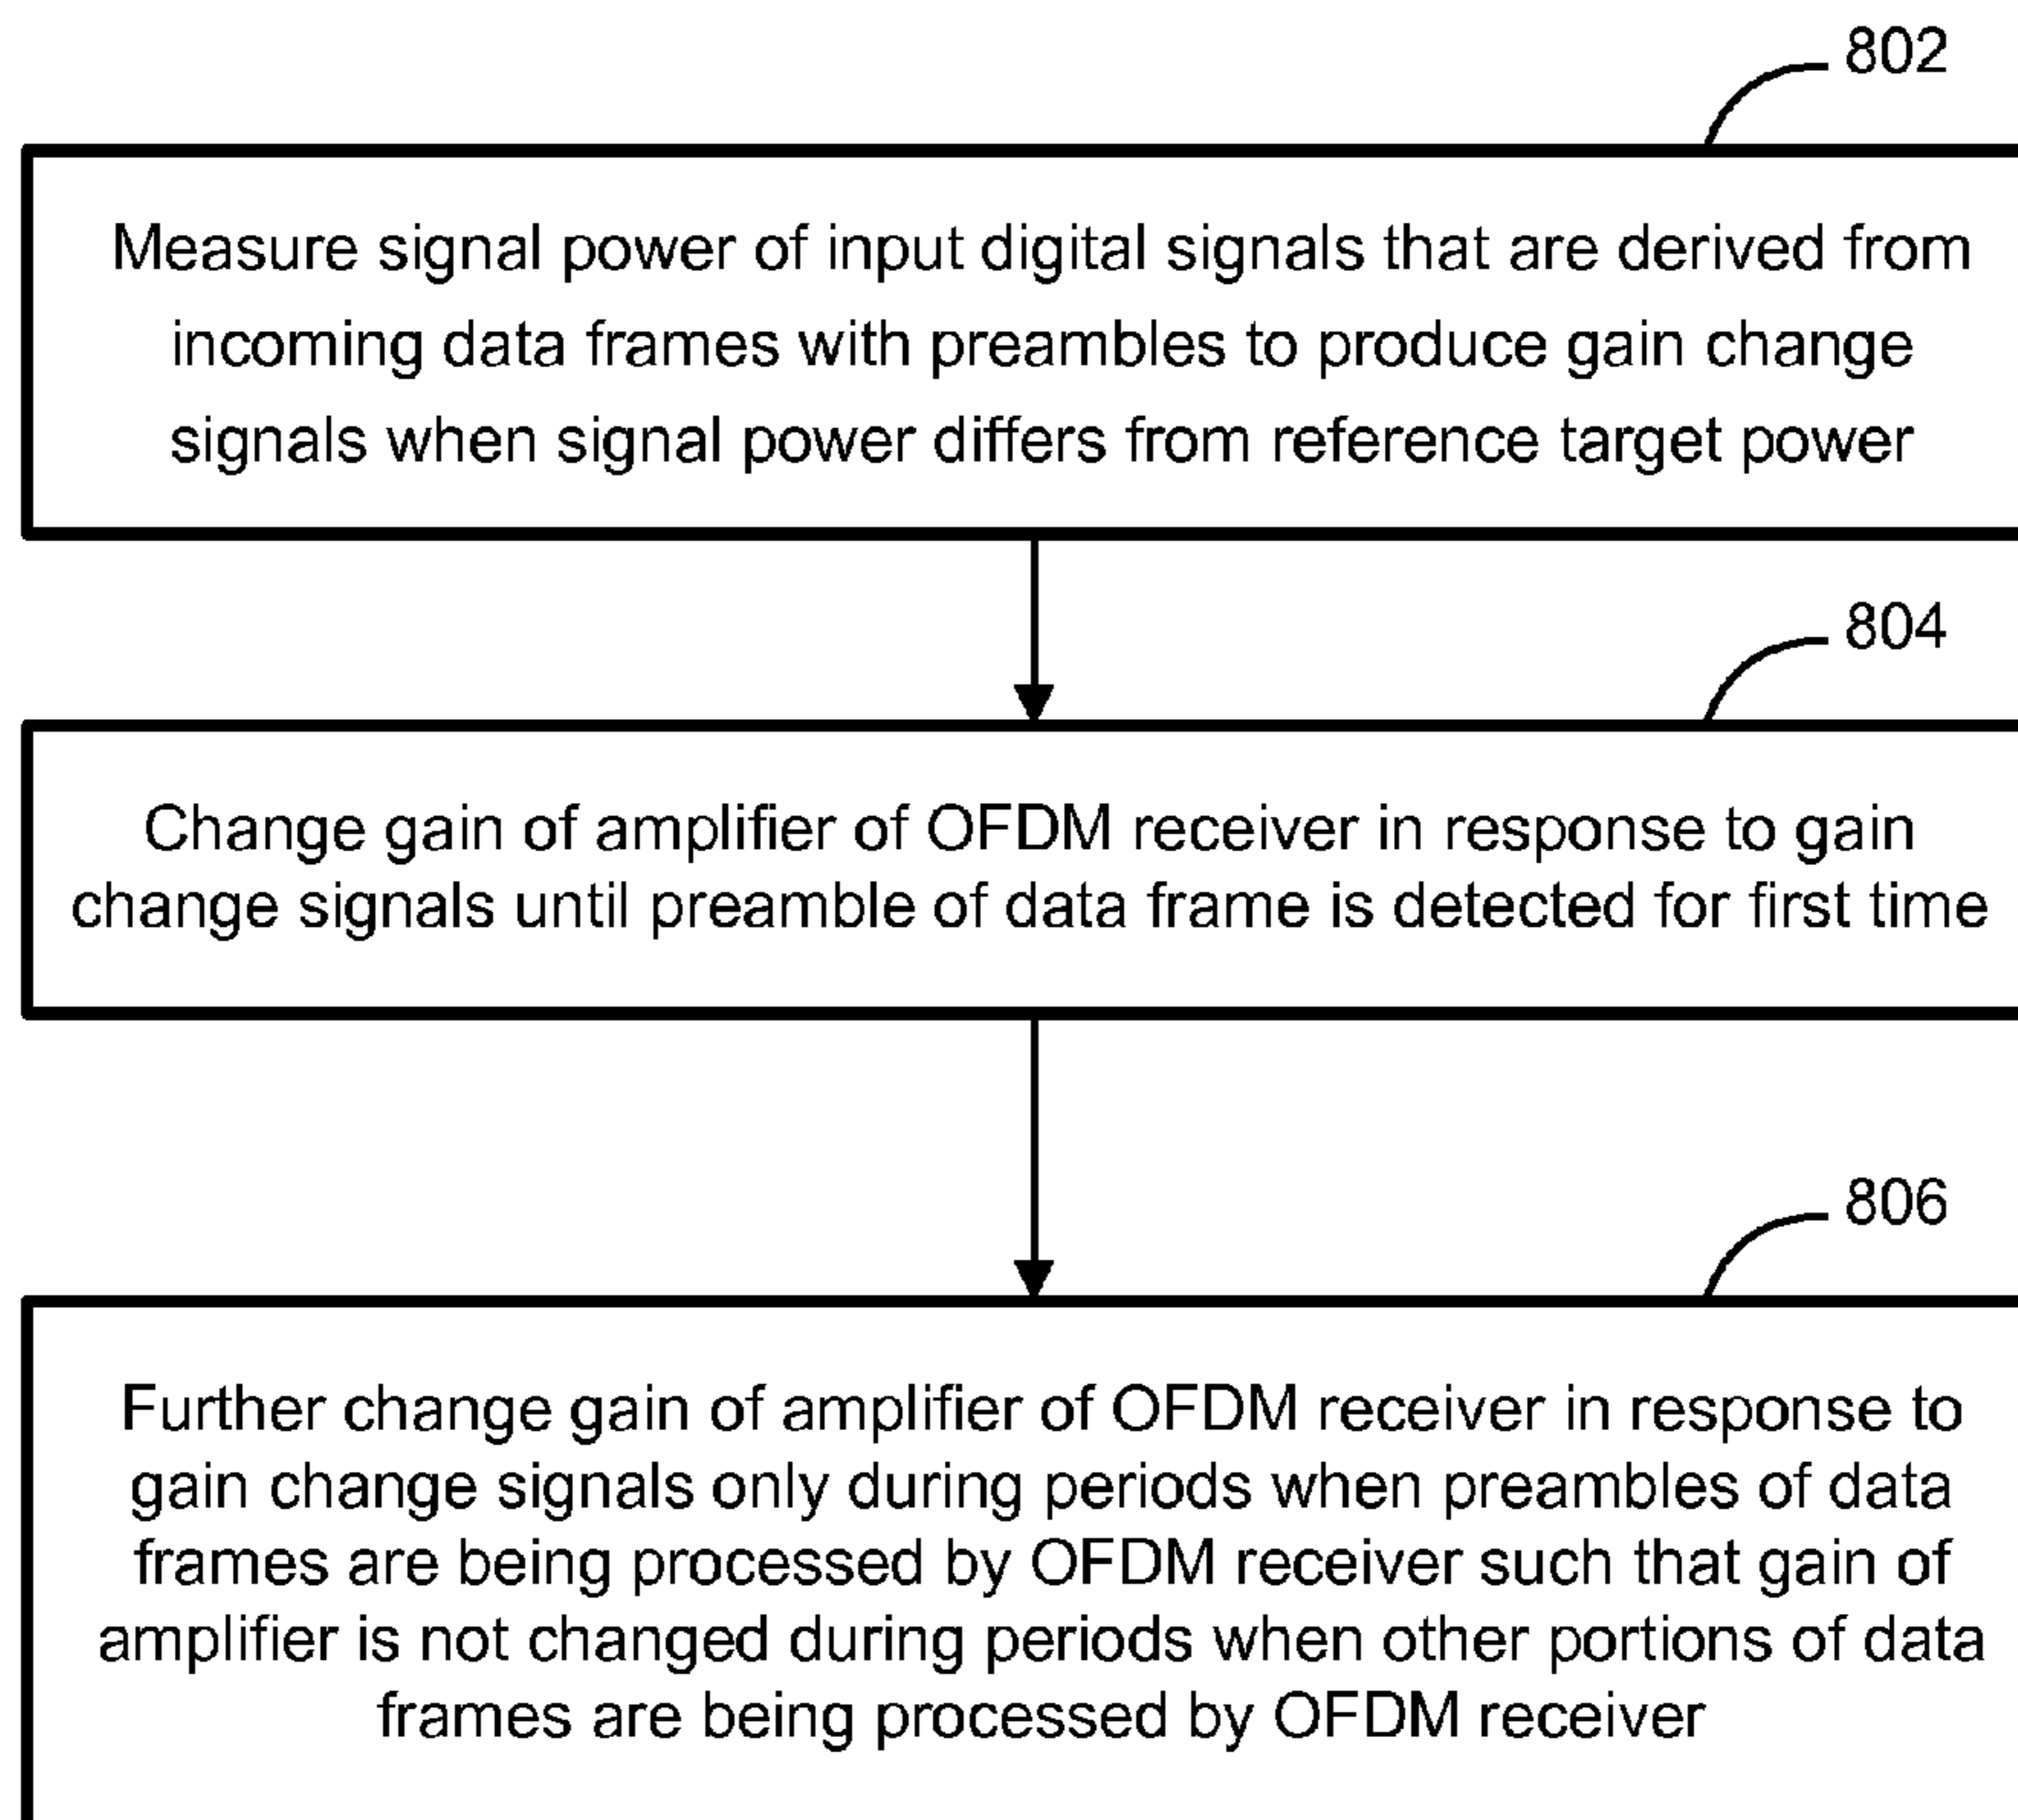 802
Measure signal power of input digital signals that are derived from
incoming data frames with preambles to produce gain change
signals when signal power differs from reference target power
804
Change gain of amplifier of OFDM receiver in response to gain
change signals until preamble of data frame is detected for first time
806
Further change gain of amplifier of OFDM receiver in response to
gain change signals only during periods when preambles of data
frames are being processed by OFDM receiver such that gain of
amplifier is not changed during periods when other portions of data
frames are being processed by OFDM receiver